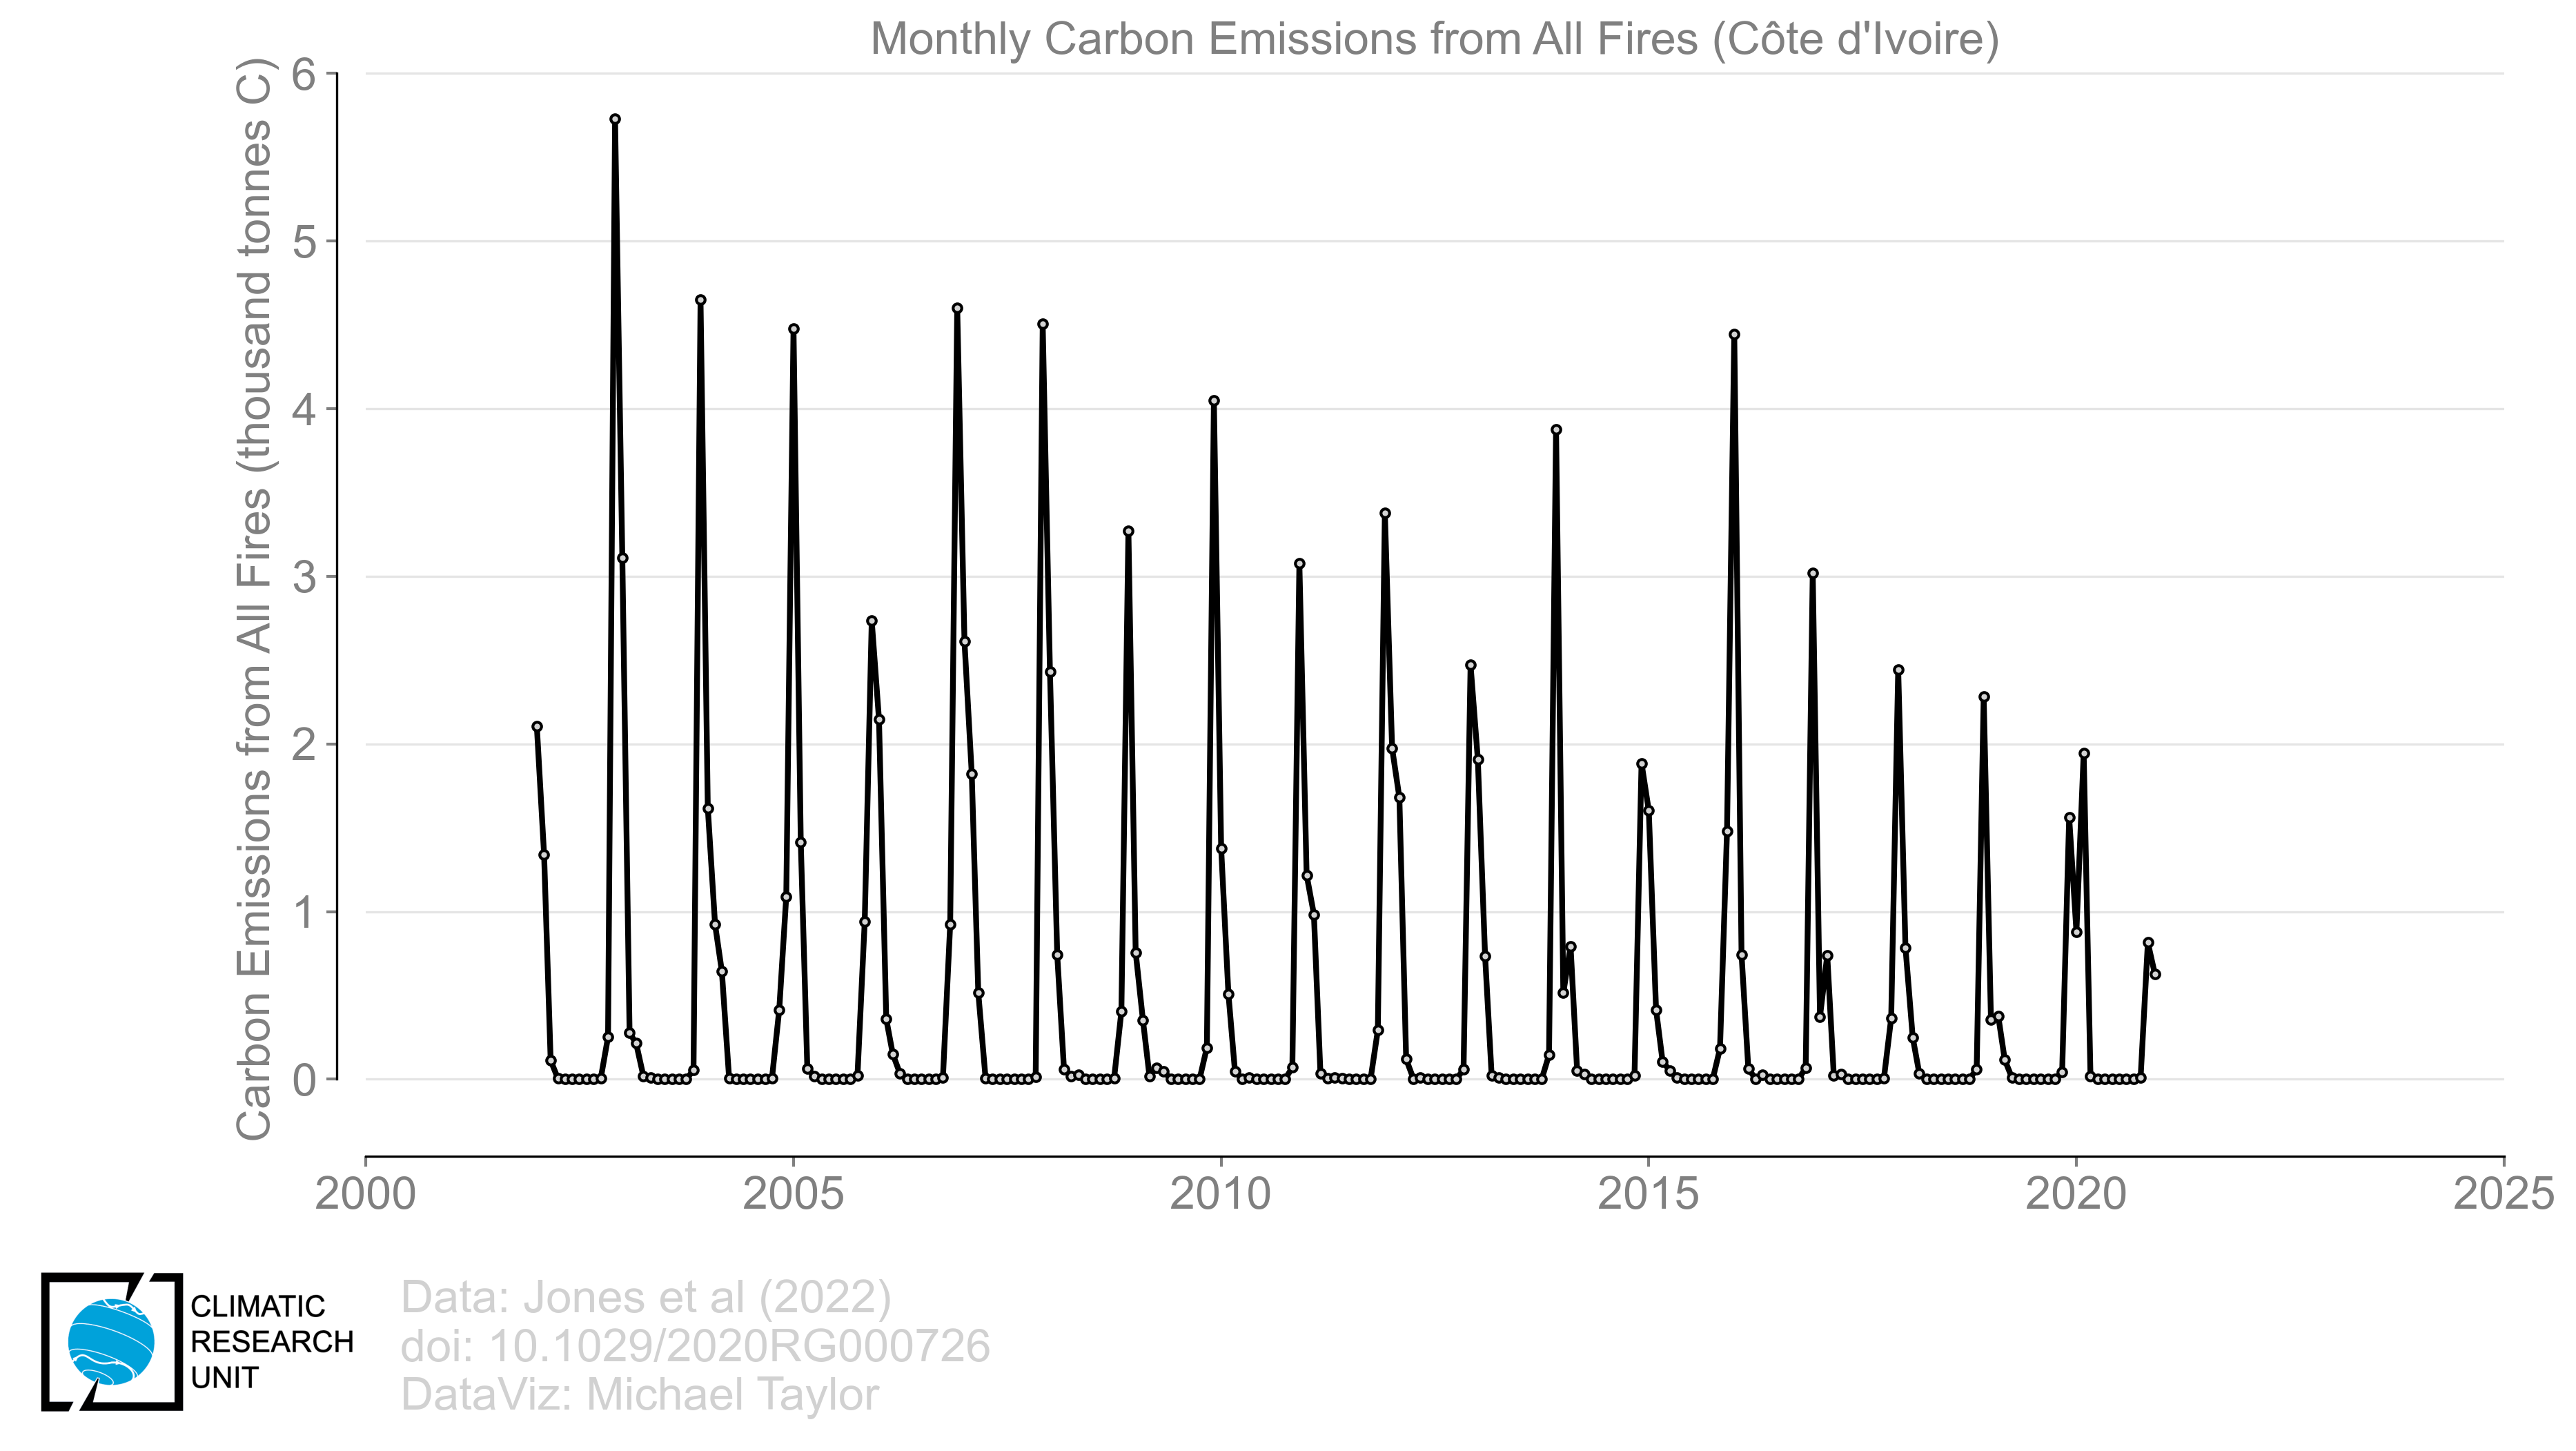 Monthly Carbon Emissions from All Fires (Côte d'Ivoire)
Carbon Emissions from All Fires (thousand tonnes C)
6
5
4
3
2
1
0
2000
2005
2010
2015
2020
2025
CLIMATIC
RESEARCH
UNIT
Data: Jones et al (2022)
doi: 10.1029/2020RG000726
DataViz: Michael Taylor